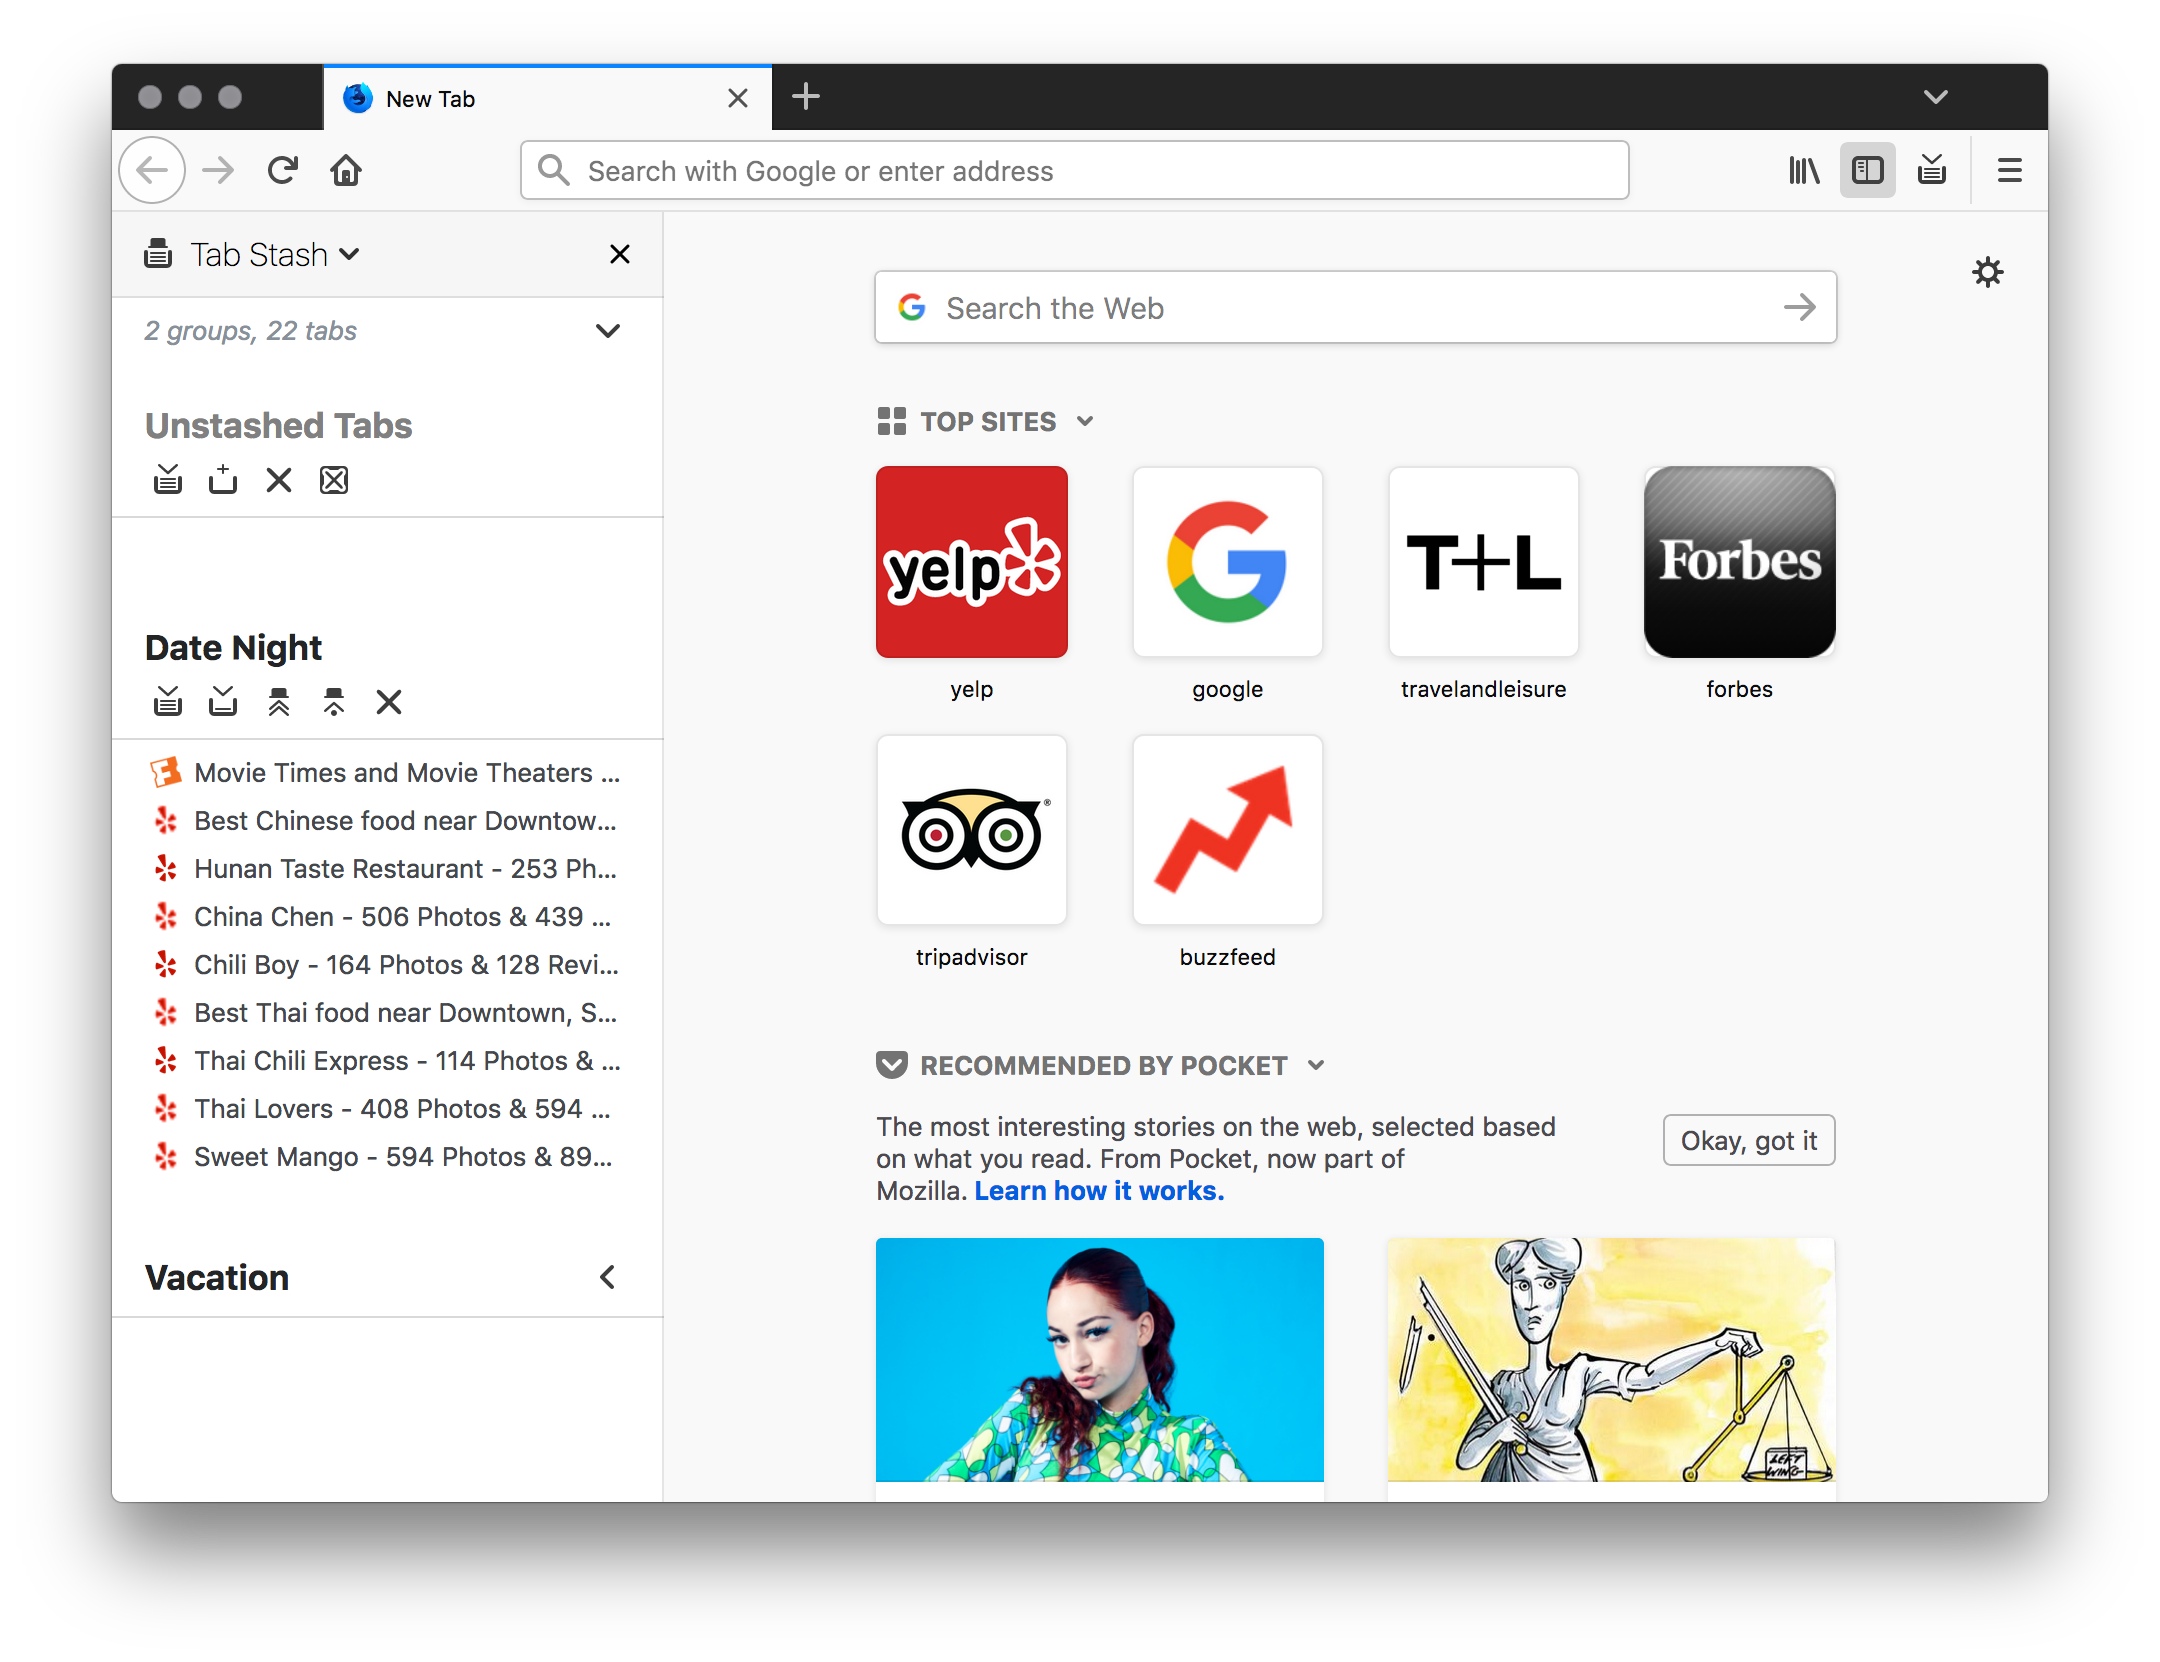 New Tab
Search with Google or enter address
Tab Stash
2 groups, 22 tabs
Unstashed Tabs
Date Night
Movie Times and Movie Theaters ...
Best Chinese food near Downtow...
Hunan Taste Restaurant - 253 Ph...
China Chen - 506 Photos & 439 ...
Chili Boy - 164 Photos & 128 Revi...
Best Thai food near Downtown, S...
Thai Chili Express - 114 Photos & ...
Thai Lovers - 408 Photos & 594 ...
Sweet Mango - 594 Photos & 89...
Vacation
Search the Web
TOP SITES
yelp
T+L
Forbes
yelp
google
travelandleisure
forbes
®
tripadvisor
buzzfeed
RECOMMENDED BY POCKET
The most interesting stories on the web, selected based
on what you read. From Pocket, now part of
Mozilla. Learn how it works.
Okay, got it
LEFT
WING